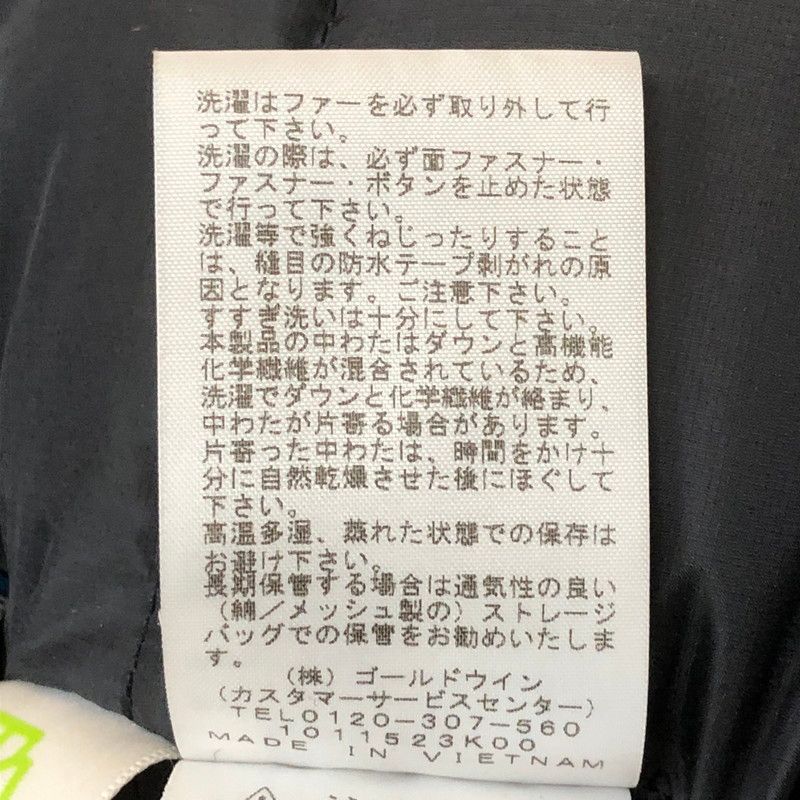 洗濯はファーを必ず取り外して行
って下さい。
洗濯の際は、必ず面ファスナー・
ファスナー・ボタンを止めた状態
で行って下さい。
洗濯等で強くねじったりすること
は、縫目の防水テープ剥がれの原
因となります。ご注意下さい。
すすぎ洗いは十分にして下さい。
本製品の中わたはダウンと高機能
化学繊維が混合されているため、
洗濯でダウンと化学繊維が絡まり、
中わたが片寄る場合があります。
片寄った中わたは、時間をかけ十
分に自然乾燥させた後にほぐして
下さい。
高温多湿、蒸れた状態での保存は
お避け下さい。
長期保管する場合は通気性の良い
（綿／メッシュ製の）ストレージ
バッグでの保管をお勧めいたしま
す。
（株）ゴールドウイン
（カスタマーサービスセンター）
TEL0120-307-560
1011523K00
MADE IN VIETNAM